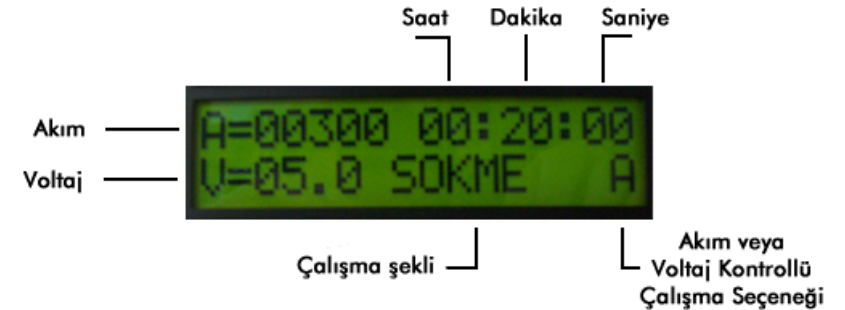 Saat Dakika Saniye
Akım
A=00300 00:20:00
Voltaj
V=05.0 SOKME A
Çalışma şekli
Akım veya
Voltaj Kontrollü
Çalışma Seçeneği